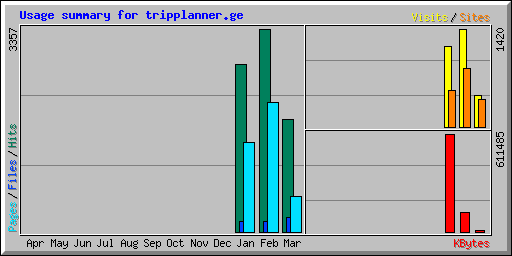 Usage summary for tripplanner.ge
Visits/Sites
3357
1420
Pages/Files/Hits
611485
Apr May Jun Jul Aug Sep Oct Nov Dec Jan Feb Mar
KBytes